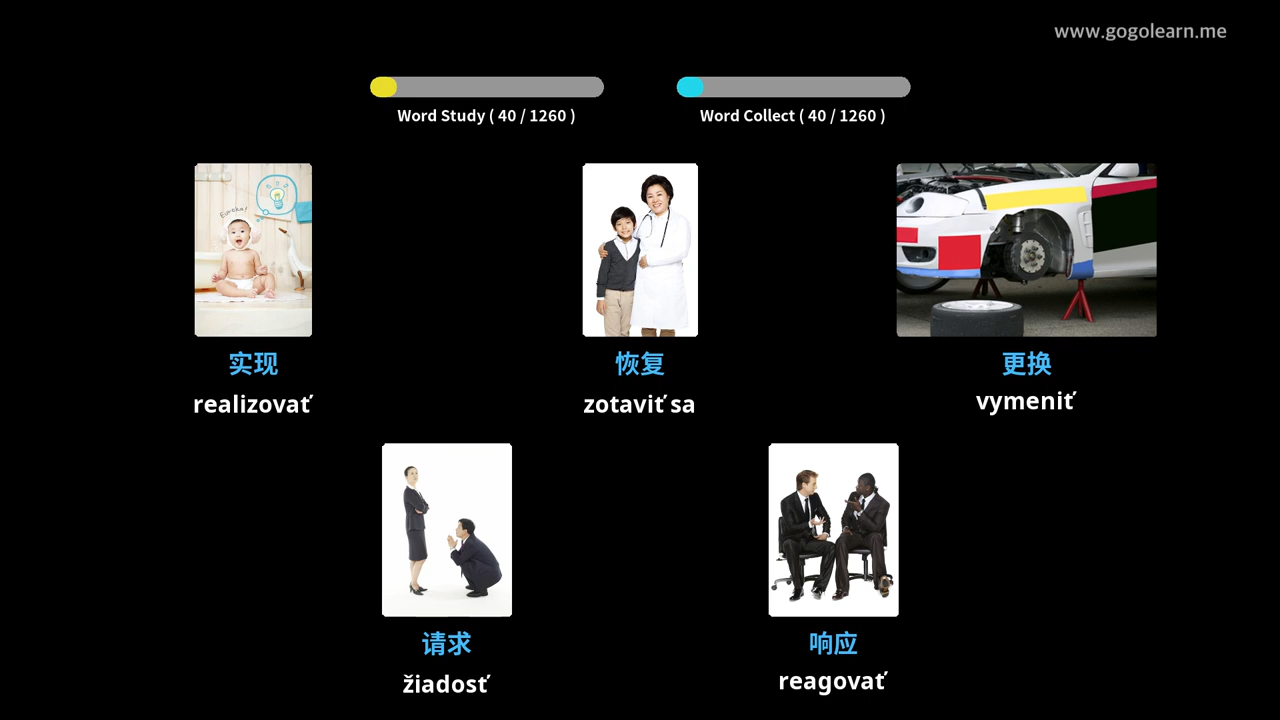 www.gogolearn.me
Word Study ( 40 / 1260 )
Word Collect ( 40 / 1260 )
Eureka!
实现
realizovať
恢复
zotaviť sa
更换
vymeniť
请求
žiadosť
响应
reagovať